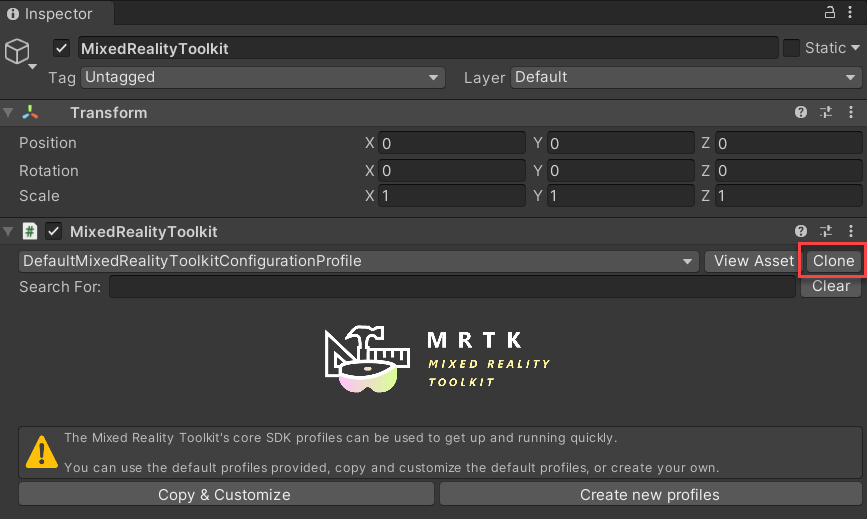 Inspector
MixedRealityToolkit Static
Tag Untagged Layer Default
Transform
Position X 0 Y 0 Z 0
Rotation X 0 Y 0 Z 0
Scale X 1 Y 1 Z 1
# MixedRealityToolkit
DefaultMixedRealityToolkitConfigurationProfile View Asset Clone
Search For: Clear
MRTK
MIXED REALITY
TOOLKIT
The Mixed Reality Toolkit's core SDK profiles can be used to get up and running quickly.
You can use the default profiles provided, copy and customize the default profiles, or create your own.
Copy & Customize Create new profiles